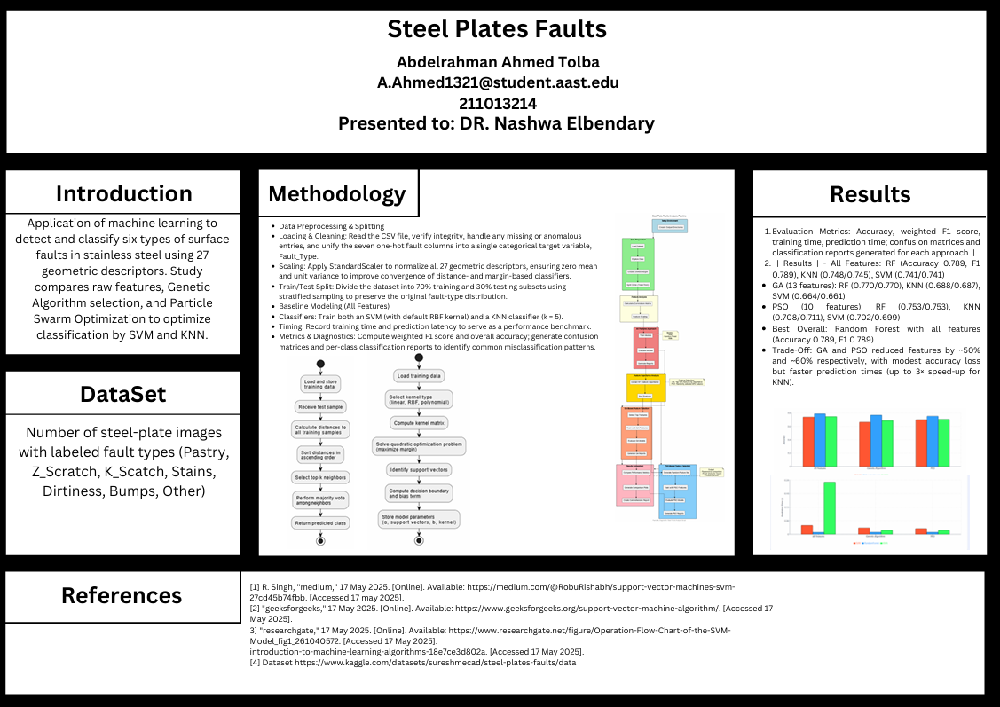 Steel Plates Faults
Abdelrahman Ahmed Tolba
A.Ahmed1321@student.aast.edu
211013214
Presented to: DR. Nashwa Elbendary
Introduction
Application of machine learning to
detect and classify six types of surface
faults in stainless steel using 27
geometric descriptors. Study
compares raw features, Genetic
Algorithm selection, and Particle
Swarm Optimization to optimize
classification by SVM and KNN.
DataSet
Number of steel-plate images
with labeled fault types (Pastry,
Z_Scratch, K_Scatch, Stains,
Dirtiness, Bumps, Other)
Methodology
• Data Preprocessing & Splitting
• Loading & Cleaning: Read the CSV file, verify integrity, handle any missing or anomalous
entries, and unify the seven one-hot fault columns into a single categorical target variable,
Fault_Type.
• Scaling: Apply StandardScaler to normalize all 27 geometric descriptors, ensuring zero mean
and unit variance to improve convergence of distance- and margin-based classifiers.
• Train/Test Split: Divide the dataset into 70% training and 30% testing subsets using
stratified sampling to preserve the original fault-type distribution.
• Baseline Modeling (All Features)
• Classifiers: Train both an SVM (with default RBF kernel) and a KNN classifier (k = 5).
• Timing: Record training time and prediction latency to serve as a performance benchmark.
• Metrics & Diagnostics: Compute weighted F1 score and overall accuracy; generate confusion
matrices and per-class classification reports to identify common misclassification patterns.
Load and store
training data
Receive test sample
Calculate distances to
all training samples
Sort distances in
ascending order
Select top k neighbors
Perform majority vote
among neighbors
Return predicted class
Load training data
Select kernel type
(linear, RBF, polynomial)
Compute kernel matrix
Solve quadratic optimization problem
(maximize margin)
Identify support vectors
Compute decision boundary
and bias term
Store model parameters
(α, support vectors, b, kernel)
Results
1. Evaluation Metrics: Accuracy, weighted F1 score,
training time, prediction time; confusion matrices and
classification reports generated for each approach. |
2. | Results | - All Features: RF (Accuracy 0.789, F1
0.789), KNN (0.748/0.745), SVM (0.741/0.741)
• GA (13 features): RF (0.770/0.770), KNN (0.688/0.687),
SVM (0.664/0.661)
• PSO (10 features): RF (0.753/0.753), KNN
(0.708/0.711), SVM (0.702/0.699)
• Best Overall: Random Forest with all features
(Accuracy 0.789, F1 0.789)
• Trade-Off: GA and PSO reduced features by ~50%
and ~60% respectively, with modest accuracy loss
but faster prediction times (up to 3× speed-up for
KNN).
References
[1] R. Singh, "medium," 17 May 2025. [Online]. Available: https://medium.com/@RobuRishabh/support-vector-machines-svm-
27cd45b74fbb. [Accessed 17 may 2025].
[2] "geeksforgeeks," 17 May 2025. [Online]. Available: https://www.geeksforgeeks.org/support-vector-machine-algorithm/. [Accessed 17
May 2025].
3] "researchgate," 17 May 2025. [Online]. Available: https://www.researchgate.net/figure/Operation-Flow-Chart-of-the-SVM-
Model_fig1_261040572. [Accessed 17 May 2025].
introduction-to-machine-learning-algorithms-18e7ce3d802a. [Accessed 17 May 2025].
[4] Dataset https://www.kaggle.com/datasets/sureshmecad/steel-plates-faults/data